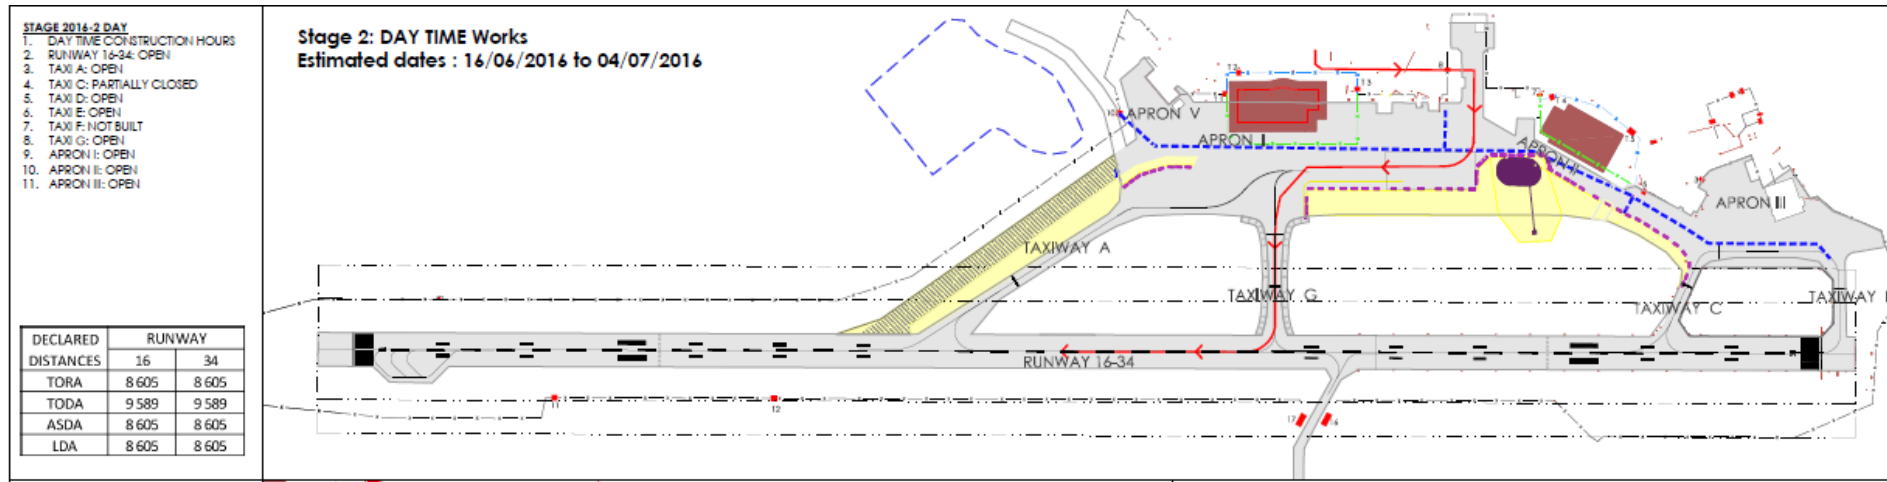 STAGE 2016-2 DAY
1. DAY TIME CONSTRUCTION HOURS
2. RUNWAY 16-34: OPEN
3. TAXI A: OPEN
4. TAXI C: PARTIALLY CLOSED
5. TAXI D: OPEN
6. TAXI E: OPEN
7. TAXI F: NOT BUILT
8. TAXI G: OPEN
9. APRON I: OPEN
10. APRON II: OPEN
11. APRON III: OPEN
Stage 2: DAY TIME Works
Estimated dates : 16/06/2016 to 04/07/2016
APRON V
APRON I
APRON II
APRON III
TAXIWAY A
TAXIWAY G
TAXIWAY C
TAXIWAY
RUNWAY 16-34
11
12
17
16
DECLARED DISTANCES RUNWAY
16 34
TORA 8 605 8 605
TODA 9 589 9 589
ASDA 8 605 8 605
LDA 8 605 8 605